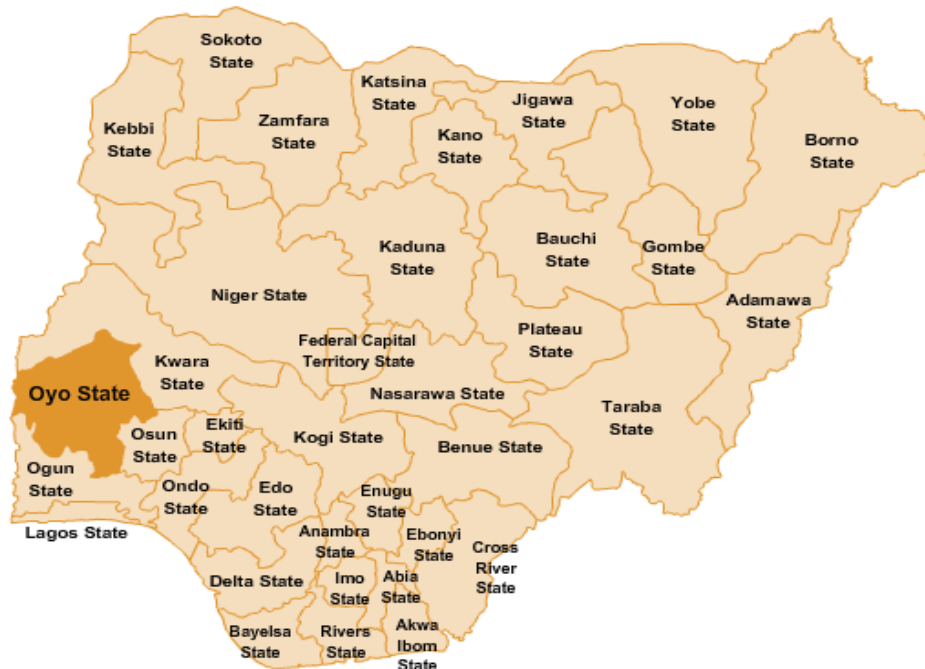 Sokoto
State
Katsina
State
Jigawa
State
Yobe
State
Kebbi
State
Zamfara
State
Kano
State
Borno
State
Kaduna
State
Bauchi
State
Gombe
State
Niger State
Adamawa
State
Federal Capital
Territory State
Plateau
State
Kwara
State
Oyo State
Nasarawa State
Taraba
State
Osun
State
Ekiti
State
Kogi State
Benue State
Ogun
State
Ondo
State
Edo
State
Enugu
State
Lagos State
Anambra
State
Ebonyi
State
Cross
River
State
Delta State
Imo
State
Abia
State
Bayelsa
State
Rivers
State
Akwa
Ibom
State